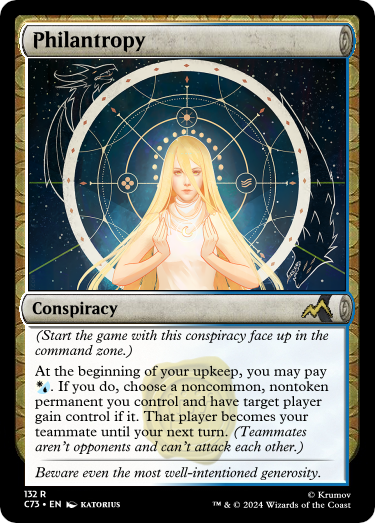 Philantropy
Conspiracy
(Start the game with this conspiracy face up in the
command zone.)
At the beginning of your upkeep, you may pay
. If you do, choose a noncommon, nontoken
permanent you control and have target player
gain control if it. That player becomes your
teammate until your next turn. (Teammates
aren't opponents and can't attack each other.)
Beware even the most well-intentioned generosity.
132 R
© Krumov
C73 • EN KATORIUS
™ & © 2024 Wizards of the Coast